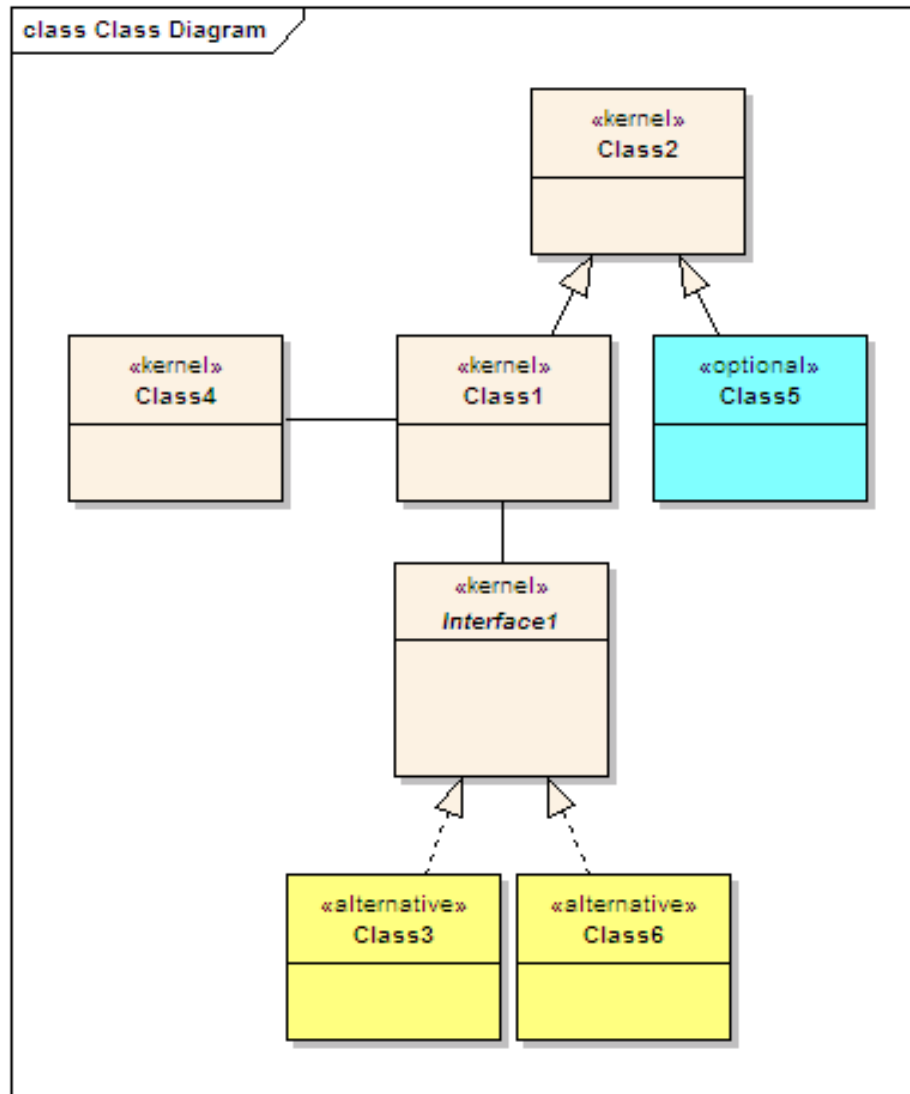 class Class Diagram
«kernel»
Class2
«kernel»
Class4
«kernel»
Class1
«optional»
Class5
«kernel»
Interface1
«alternative»
Class3
«alternative»
Class6